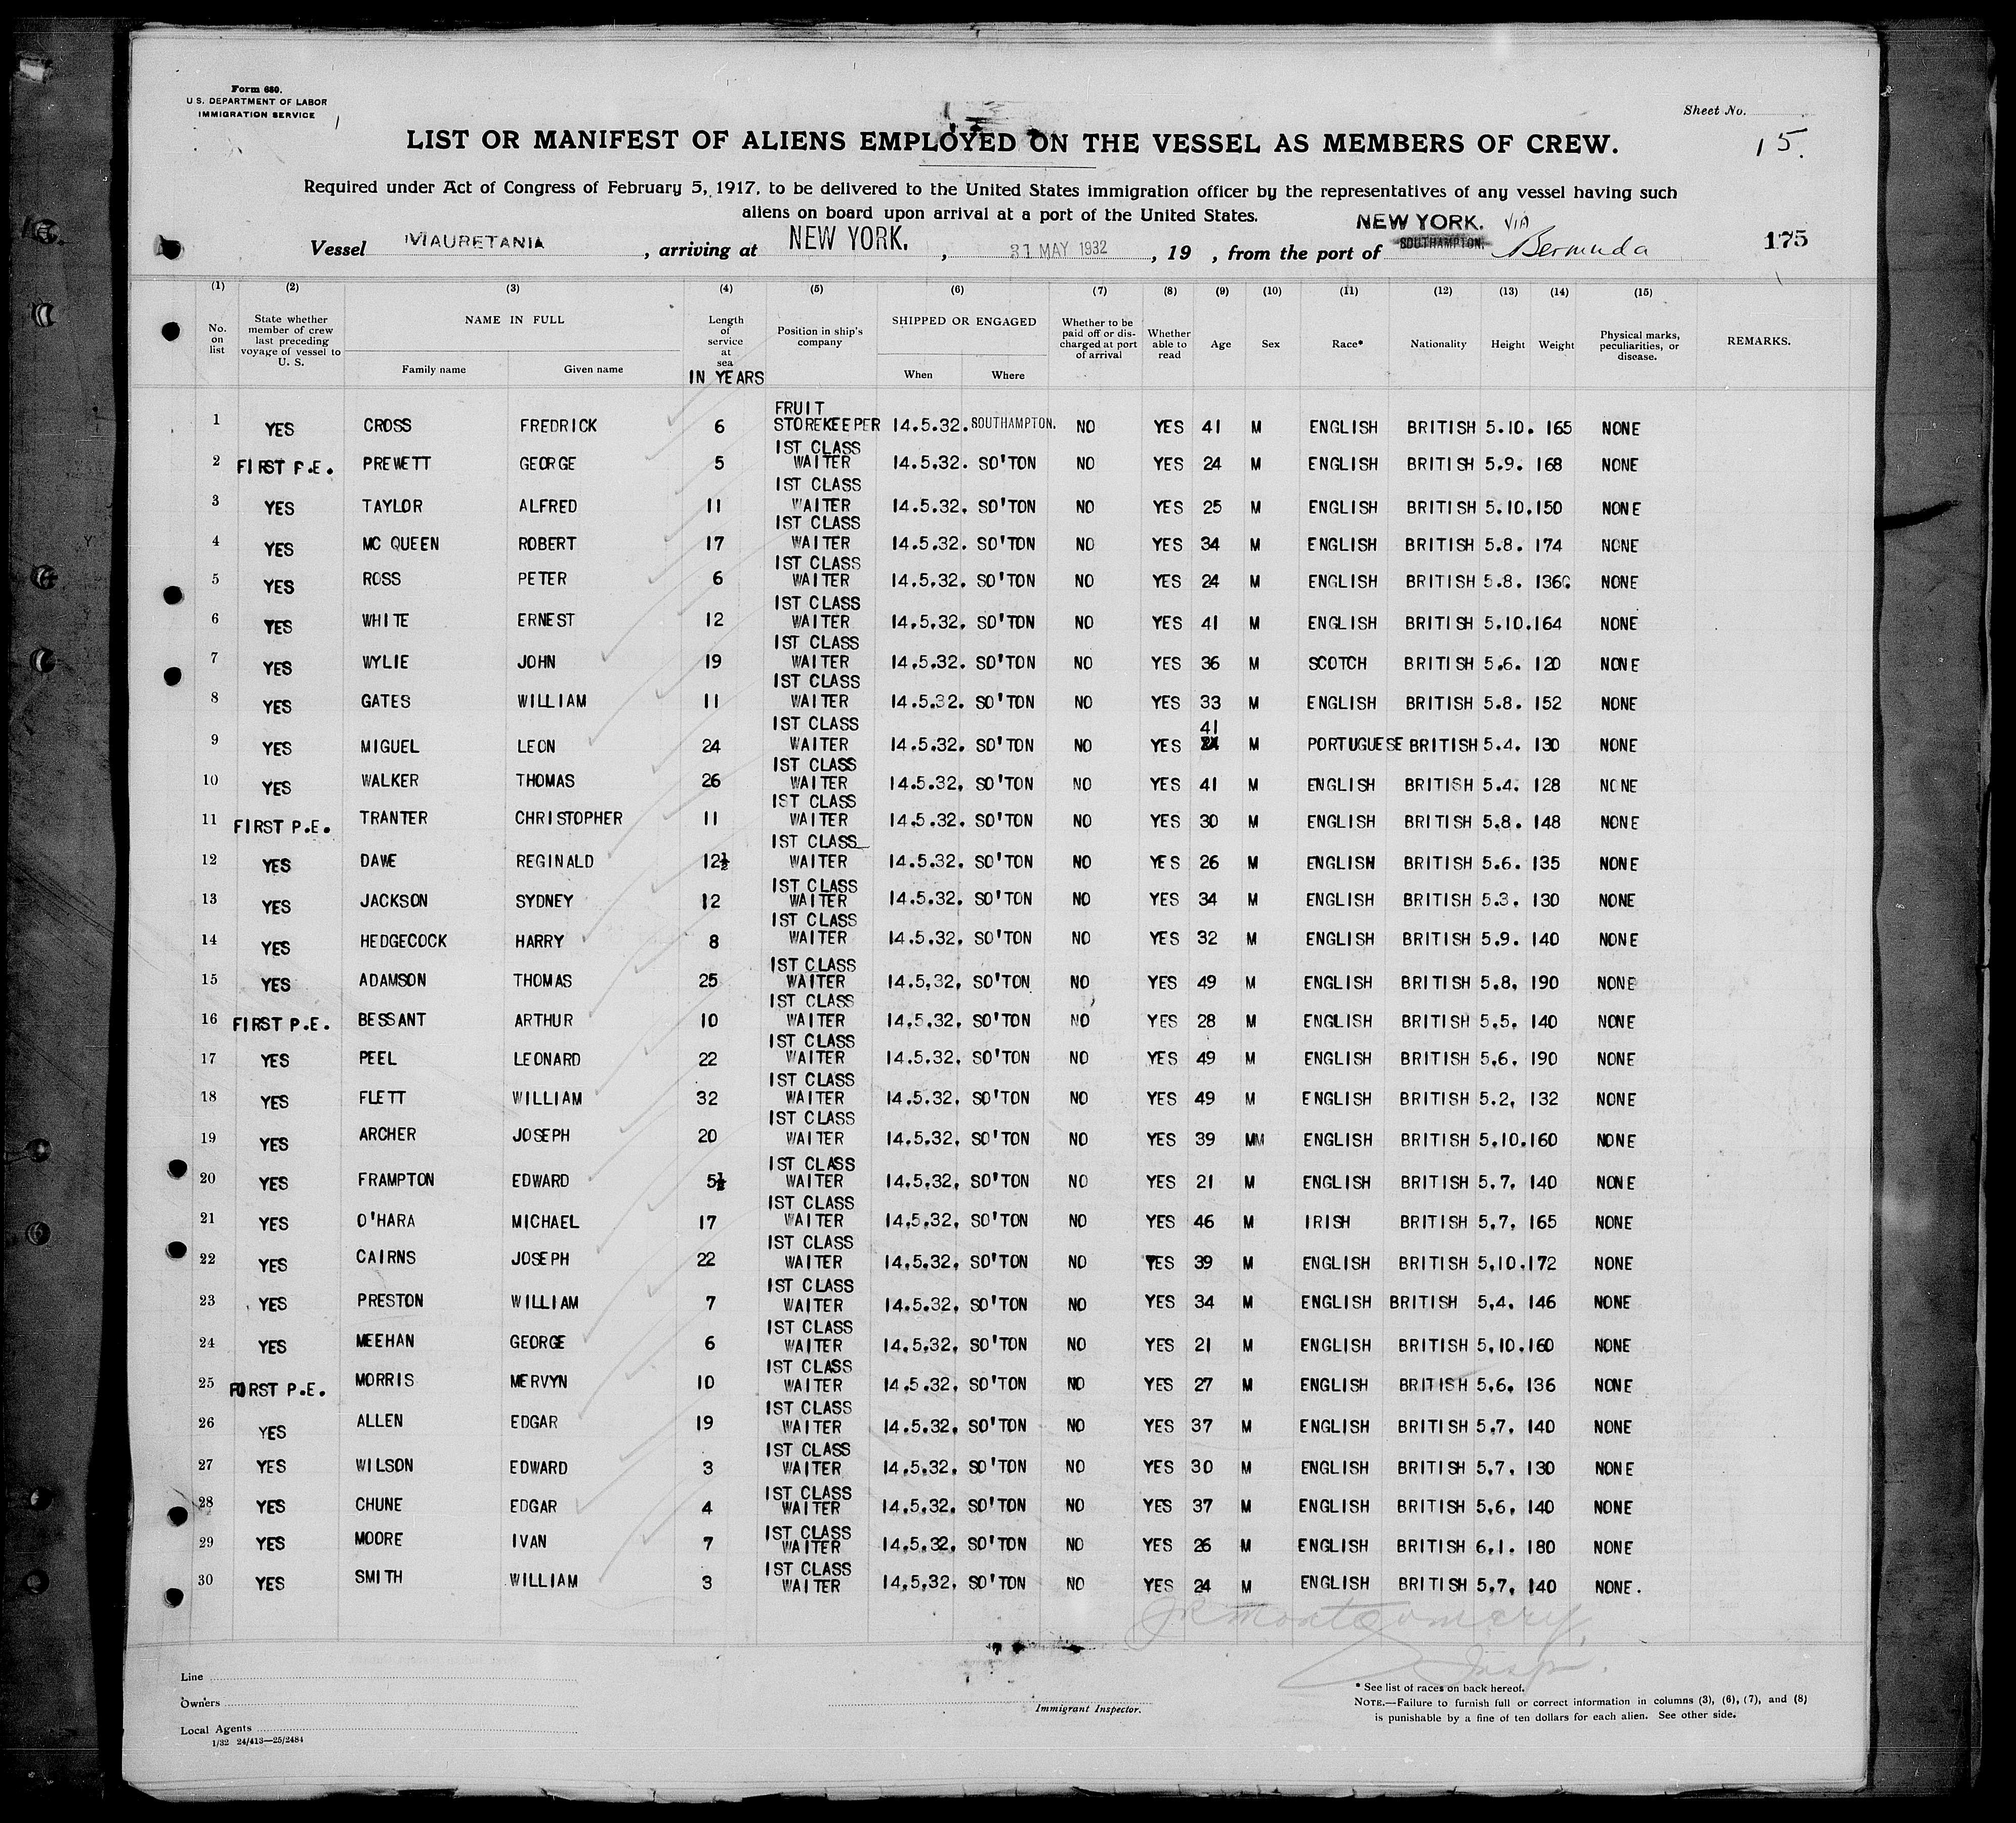 Form 680.
U.S. DEPARTMENT OF LABOR
IMMIGRATION SERVICE
Sheet No.
15.
LIST OR MANIFEST OF ALIENS EMPLOYED ON THE VESSEL AS MEMBERS OF CREW.
Required under Act of Congress of February 5, 1917, to be delivered to the United States immigration officer by the representatives of any vessel having such
aliens on board upon arrival at a port of the United States.
NEW YORK. VIA
Vessel MAURETANIA, arriving at NEW YORK., 31 MAY 1932, 19 , from the port of SOUTHAMPTON. Bermuda 175
(1) (2) (3) (4) (5) (6) (7) (8) (9) (10) (11) (12) (13) (14) (15)
No. on list State whether member of crew last preceding voyage of vessel to U. S. NAME IN FULL Family name Given name Length of service at sea IN YEARS Position in ship's company SHIPPED OR ENGAGED When Where Whether to be paid off or discharged at port of arrival Whether able to read Age Sex Race* Nationality Height Weight Physical marks, peculiarities, or disease. REMARKS.
1 YES CROSS FREDRICK 6 FRUIT STOREKEEPER 14.5.32. SOUTHAMPTON. NO YES 41 M ENGLISH BRITISH 5.10. 165 NONE
2 FIRST P.E. PREWETT GEORGE 5 1ST CLASS WAITER 14.5.32. SO'TON NO YES 24 M ENGLISH BRITISH 5.9. 168 NONE
3 YES TAYLOR ALFRED 11 1ST CLASS WAITER 14.5.32. SO'TON NO YES 25 M ENGLISH BRITISH 5.10. 150 NONE
4 YES MC QUEEN ROBERT 17 1ST CLASS WAITER 14.5.32. SO'TON NO YES 34 M ENGLISH BRITISH 5.8. 174 NONE
5 YES ROSS PETER 6 1ST CLASS WAITER 14.5.32. SO'TON NO YES 24 M ENGLISH BRITISH 5.8. 136 NONE
6 YES WHITE ERNEST 12 1ST CLASS WAITER 14.5.32. SO'TON NO YES 41 M ENGLISH BRITISH 5.10. 164 NONE
7 YES WYLIE JOHN 19 1ST CLASS WAITER 14.5.32. SO'TON NO YES 36 M SCOTCH BRITISH 5.6. 120 NONE
8 YES GATES WILLIAM 11 1ST CLASS WAITER 14.5.32. SO'TON NO YES 33 M ENGLISH BRITISH 5.8. 152 NONE
9 YES MIGUEL LEON 24 1ST CLASS WAITER 14.5.32. SO'TON NO YES 41 M PORTUGUESE BRITISH 5.4. 130 NONE
10 YES WALKER THOMAS 26 1ST CLASS WAITER 14.5.32. SO'TON NO YES 41 M ENGLISH BRITISH 5.4. 128 NONE
11 FIRST P.E. TRANTER CHRISTOPHER 11 1ST CLASS WAITER 14.5.32. SO'TON NO YES 30 M ENGLISH BRITISH 5.8. 148 NONE
12 YES DAWE REGINALD 12½ 1ST CLASS WAITER 14.5.32. SO'TON NO YES 26 M ENGLISH BRITISH 5.6. 135 NONE
13 YES JACKSON SYDNEY 12 1ST CLASS WAITER 14.5.32. SO'TON NO YES 34 M ENGLISH BRITISH 5.3. 130 NONE
14 YES HEDGECOCK HARRY 8 1ST CLASS WAITER 14.5.32. SO'TON NO YES 32 M ENGLISH BRITISH 5.9. 140 NONE
15 YES ADAMSON THOMAS 25 1ST CLASS WAITER 14.5.32. SO'TON NO YES 49 M ENGLISH BRITISH 5.8. 190 NONE
16 FIRST P.E. BESSANT ARTHUR 10 1ST CLASS WAITER 14.5.32. SO'TON NO YES 28 M ENGLISH BRITISH 5.5. 140 NONE
17 YES PEEL LEONARD 22 1ST CLASS WAITER 14.5.32. SO'TON NO YES 49 M ENGLISH BRITISH 5.6. 190 NONE
18 YES FLETT WILLIAM 32 1ST CLASS WAITER 14.5.32. SO'TON NO YES 49 M ENGLISH BRITISH 5.2. 132 NONE
19 YES ARCHER JOSEPH 20 1ST CLASS WAITER 14.5.32. SO'TON NO YES 39 MM ENGLISH BRITISH 5.10. 160 NONE
20 YES FRAMPTON EDWARD 5½ 1ST CLASS WAITER 14.5.32. SO'TON NO YES 21 M ENGLISH BRITISH 5.7. 140 NONE
21 YES O'HARA MICHAEL 17 1ST CLASS WAITER 14.5.32. SO'TON NO YES 46 M IRISH BRITISH 5.7. 165 NONE
22 YES CAIRNS JOSEPH 22 1ST CLASS WAITER 14.5.32. SO'TON NO YES 39 M ENGLISH BRITISH 5.10. 172 NONE
23 YES PRESTON WILLIAM 7 1ST CLASS WAITER 14.5.32. SO'TON NO YES 34 M ENGLISH BRITISH 5.4. 146 NONE
24 YES MEEHAN GEORGE 6 1ST CLASS WAITER 14.5.32. SO'TON NO YES 21 M ENGLISH BRITISH 5.10. 160 NONE
25 FIRST P.E. MORRIS MERVYN 10 1ST CLASS WAITER 14.5.32. SO'TON NO YES 27 M ENGLISH BRITISH 5.6. 136 NONE
26 YES ALLEN EDGAR 19 1ST CLASS WAITER 14.5.32. SO'TON NO YES 37 M ENGLISH BRITISH 5.7. 140 NONE
27 YES WILSON EDWARD 3 1ST CLASS WAITER 14.5.32. SO'TON NO YES 30 M ENGLISH BRITISH 5.7. 130 NONE
28 YES CHUNE EDGAR 4 1ST CLASS WAITER 14.5.32. SO'TON NO YES 37 M ENGLISH BRITISH 5.6. 140 NONE
29 YES MOORE IVAN 7 1ST CLASS WAITER 14.5.32. SO'TON NO YES 26 M ENGLISH BRITISH 6.1. 180 NONE
30 YES SMITH WILLIAM 3 1ST CLASS WAITER 14.5.32. SO'TON NO YES 24 M ENGLISH BRITISH 5.7. 140 NONE.
JR Montgomery,
Insp.
Line
Owners
Local Agents
1/32 24/413—25/2484
Immigrant Inspector.
* See list of races on back hereof.
NOTE.—Failure to furnish full or correct information in columns (3), (6), (7), and (8)
is punishable by a fine of ten dollars for each alien. See other side.